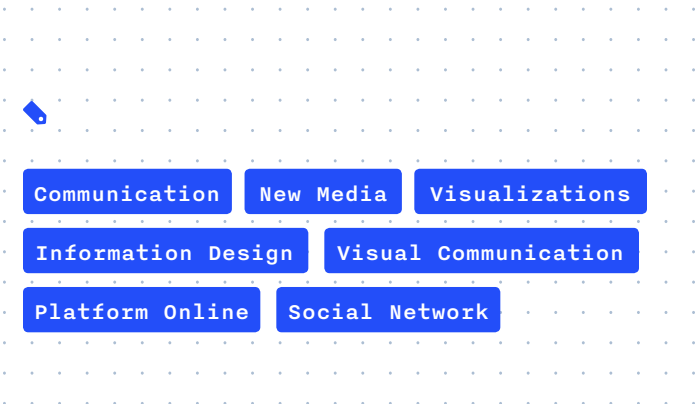 Communication New Media Visualizations
Information Design Visual Communication
Platform Online Social Network